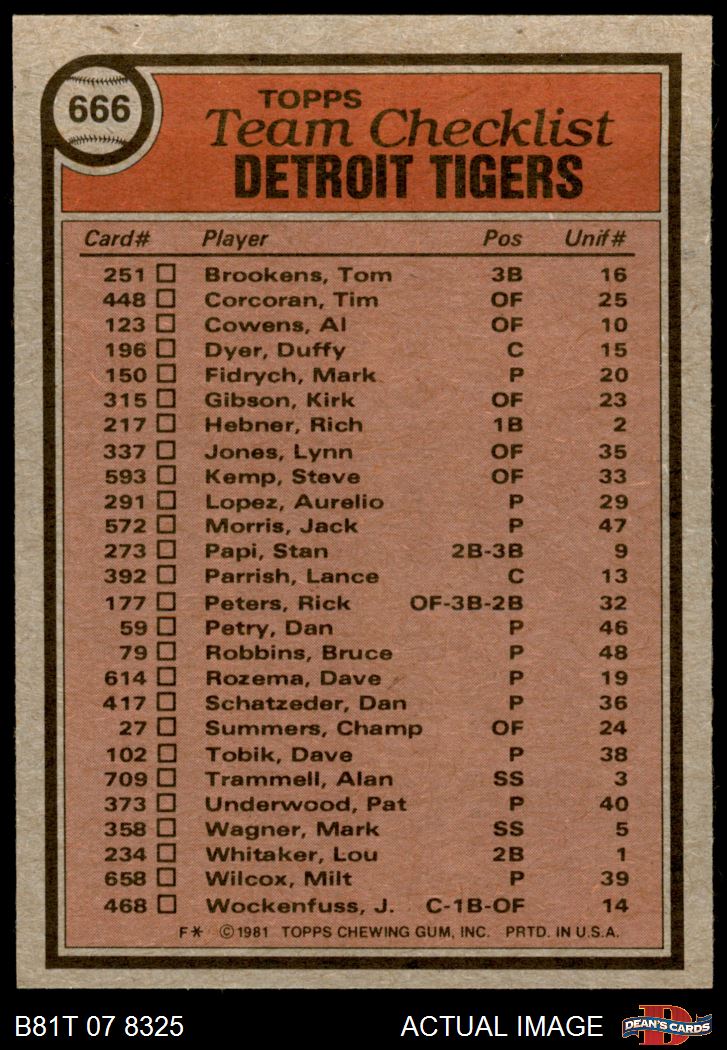 666
TOPPS
Team Checklist
DETROIT TIGERS
Card# Player Pos Unif#
251 Brookens, Tom 3B 16
448 Corcoran, Tim OF 25
123 Cowens, Al OF 10
196 Dyer, Duffy C 15
150 Fidrych, Mark P 20
315 Gibson, Kirk OF 23
217 Hebner, Rich 1B 2
337 Jones, Lynn OF 35
593 Kemp, Steve OF 33
291 Lopez, Aurelio P 29
572 Morris, Jack P 47
273 Papi, Stan 2B-3B 9
392 Parrish, Lance C 13
177 Peters, Rick OF-3B-2B 32
59 Petry, Dan P 46
79 Robbins, Bruce P 48
614 Rozema, Dave P 19
417 Schatzeder, Dan P 36
27 Summers, Champ OF 24
102 Tobik, Dave P 38
709 Trammell, Alan SS 3
373 Underwood, Pat P 40
358 Wagner, Mark SS 5
234 Whitaker, Lou 2B 1
658 Wilcox, Milt P 39
468 Wockenfuss, J. C-1B-OF 14
F* ©1981 TOPPS CHEWING GUM, INC. PRTD. IN U.S.A.
B81T 07 8325 ACTUAL IMAGE D DEAN'S CARDS